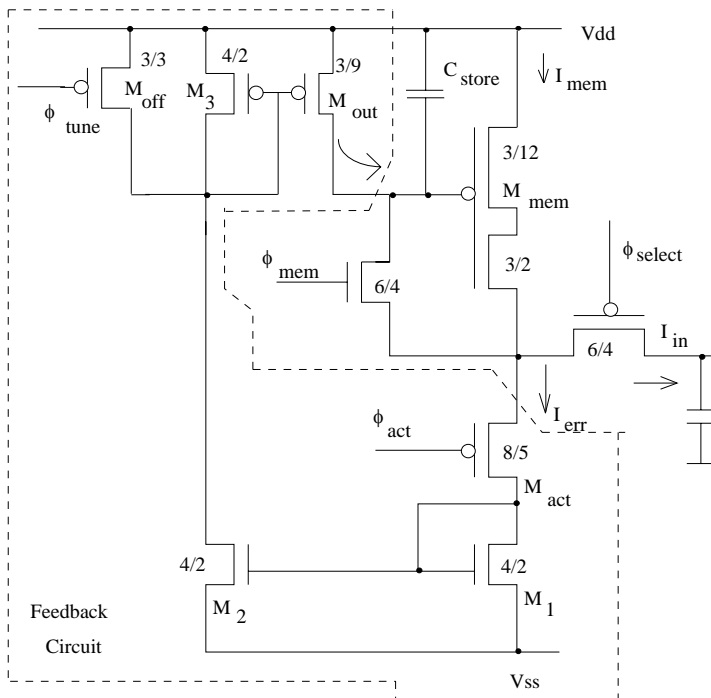 Vdd
3/3
4/2
3/9
C store
I mem
M off
M 3
M out
ϕ tune
3/12
M mem
ϕ mem
6/4
3/2
ϕ select
I in
6/4
ϕ act
I err
8/5
M act
4/2
4/2
M 2
M 1
Feedback
Circuit
Vss